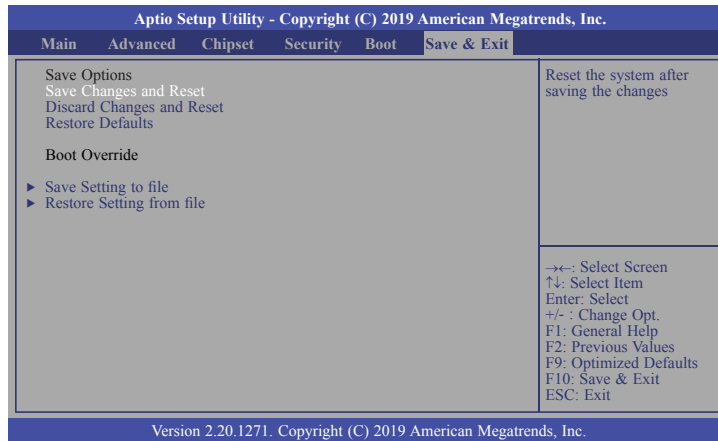 Aptio Setup Utility - Copyright (C) 2019 American Megatrends, Inc.
Main Advanced Chipset Security Boot Save & Exit
Save Options
Save Changes and Reset
Discard Changes and Reset
Restore Defaults
Boot Override
► Save Setting to file
► Restore Setting from file
Reset the system after
saving the changes
→←: Select Screen
↑↓: Select Item
Enter: Select
+/- : Change Opt.
F1: General Help
F2: Previous Values
F9: Optimized Defaults
F10: Save & Exit
ESC: Exit
Version 2.20.1271. Copyright (C) 2019 American Megatrends, Inc.